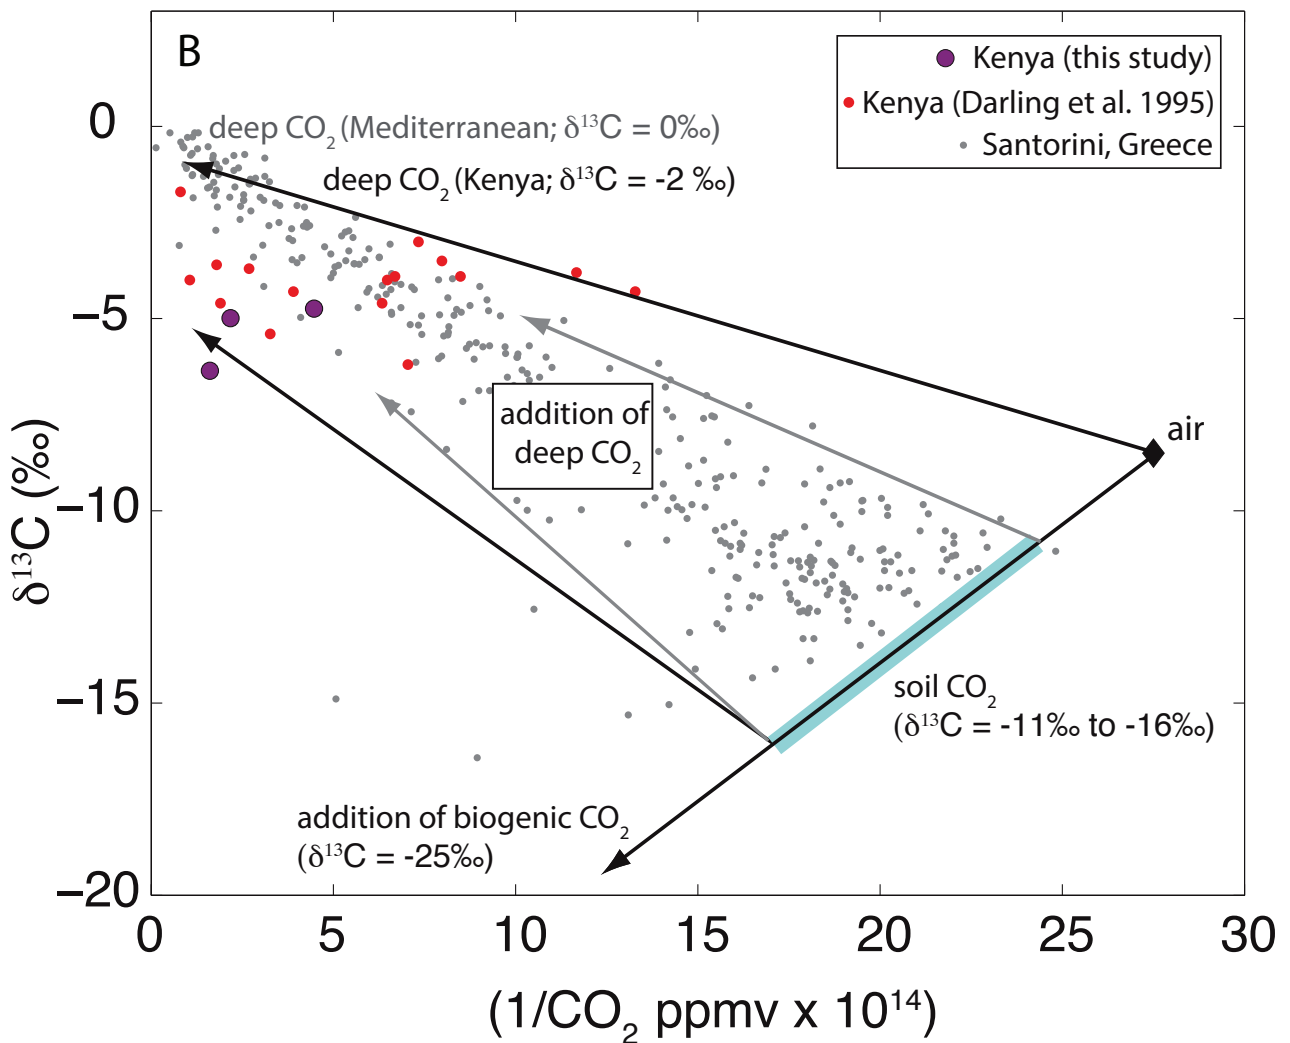 B
Kenya (this study)
Kenya (Darling et al. 1995)
Santorini, Greece
deep CO₂ (Mediterranean; δ¹³C = 0‰)
deep CO₂ (Kenya; δ¹³C = -2 ‰)
addition of
deep CO₂
air
soil CO₂
(δ¹³C = -11‰ to -16‰)
addition of biogenic CO₂
(δ¹³C = -25‰)
δ¹³C (‰)
0
−5
−10
−15
−20
0 5 10 15 20 25 30
(1/CO₂ ppmv x 10¹⁴)